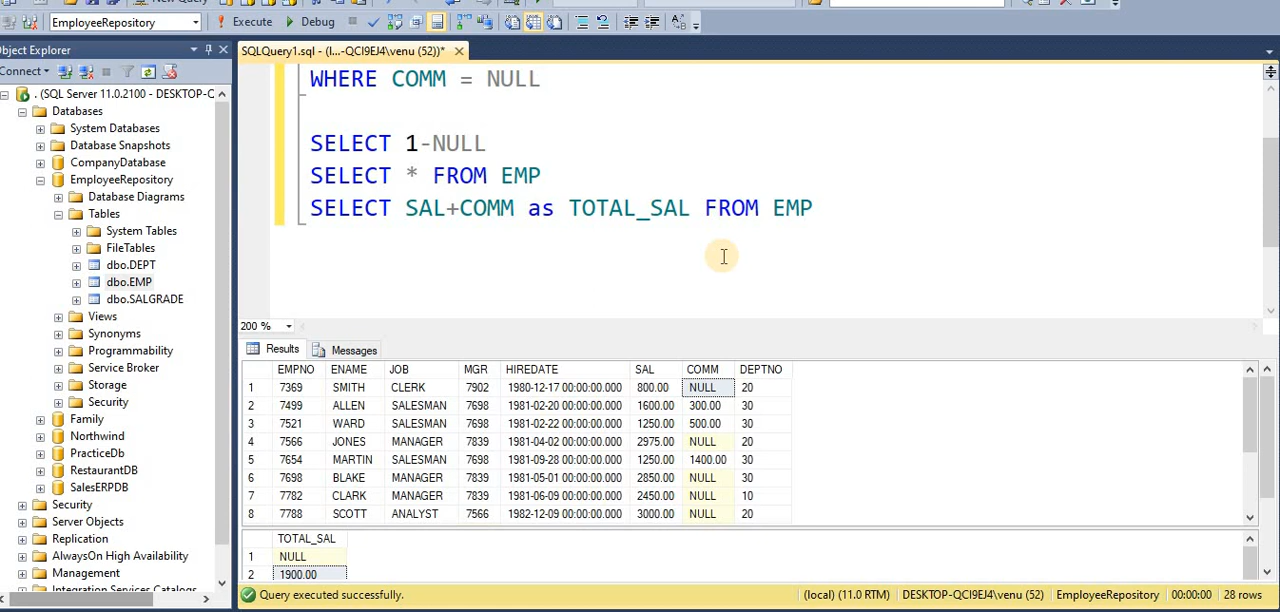 New Query
EmployeeRepository Execute Debug
Object Explorer
Connect
. (SQL Server 11.0.2100 - DESKTOP-C
Databases
System Databases
Database Snapshots
CompanyDatabase
EmployeeRepository
Database Diagrams
Tables
System Tables
FileTables
dbo.DEPT
dbo.EMP
dbo.SALGRADE
Views
Synonyms
Programmability
Service Broker
Storage
Security
Family
Northwind
PracticeDb
RestaurantDB
SalesERPDB
Security
Server Objects
Replication
AlwaysOn High Availability
Management
Integration Services Catalogs
SQLQuery1.sql - (l...-QCI9EJ4\venu (52))*
WHERE COMM = NULL
SELECT 1-NULL
SELECT * FROM EMP
SELECT SAL+COMM as TOTAL_SAL FROM EMP
200 %
Results Messages
EMPNO ENAME JOB MGR HIREDATE SAL COMM DEPTNO
1 7369 SMITH CLERK 7902 1980-12-17 00:00:00.000 800.00 NULL 20
2 7499 ALLEN SALESMAN 7698 1981-02-20 00:00:00.000 1600.00 300.00 30
3 7521 WARD SALESMAN 7698 1981-02-22 00:00:00.000 1250.00 500.00 30
4 7566 JONES MANAGER 7839 1981-04-02 00:00:00.000 2975.00 NULL 20
5 7654 MARTIN SALESMAN 7698 1981-09-28 00:00:00.000 1250.00 1400.00 30
6 7698 BLAKE MANAGER 7839 1981-05-01 00:00:00.000 2850.00 NULL 30
7 7782 CLARK MANAGER 7839 1981-06-09 00:00:00.000 2450.00 NULL 10
8 7788 SCOTT ANALYST 7566 1982-12-09 00:00:00.000 3000.00 NULL 20
TOTAL_SAL
1 NULL
2 1900.00
Query executed successfully. (local) (11.0 RTM) DESKTOP-QCI9EJ4\venu (52) EmployeeRepository 00:00:00 28 rows